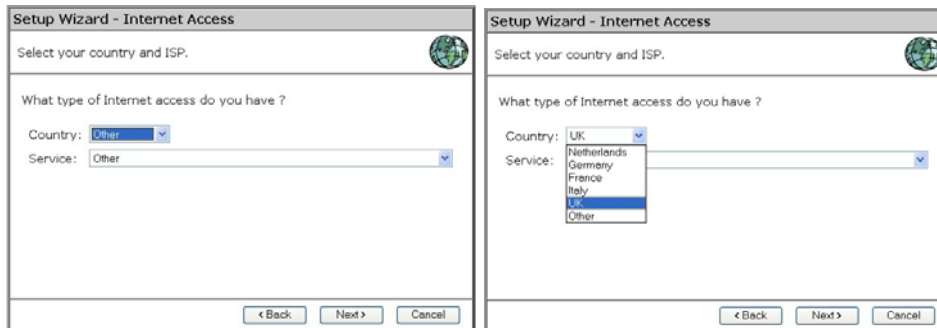 Setup Wizard - Internet Access
Select your country and ISP.
What type of Internet access do you have ?
Country: Other
Service: Other
< Back Next > Cancel
Setup Wizard - Internet Access
Select your country and ISP.
What type of Internet access do you have ?
Country: UK
Netherlands
Service:
Germany
France
Italy
UK
Other
< Back Next > Cancel